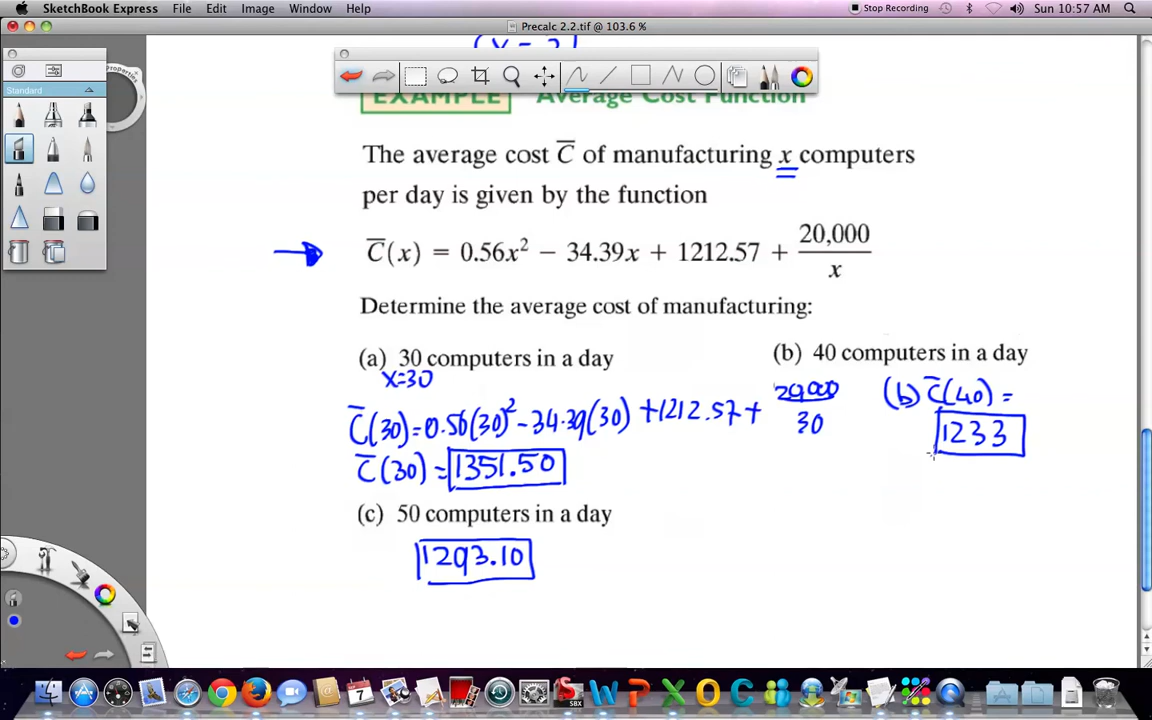 SketchBook Express File Edit Image Window Help Stop Recording Sun 10:57 AM
Precalc 2.2.tif @ 103.6 %
Properties
Standard
EXAMPLE Average Cost Function
The average cost C̅ of manufacturing x computers
per day is given by the function
C̅(x) = 0.56x² − 34.39x + 1212.57 + 20,000/x
Determine the average cost of manufacturing:
(a) 30 computers in a day (b) 40 computers in a day
x=30
C̅(30)=0.56(30)²-34.39(30)+1212.57+ 20,000/30 (b) C̅(40) =
1233
C̅(30)=1351.50
(c) 50 computers in a day
1293.10